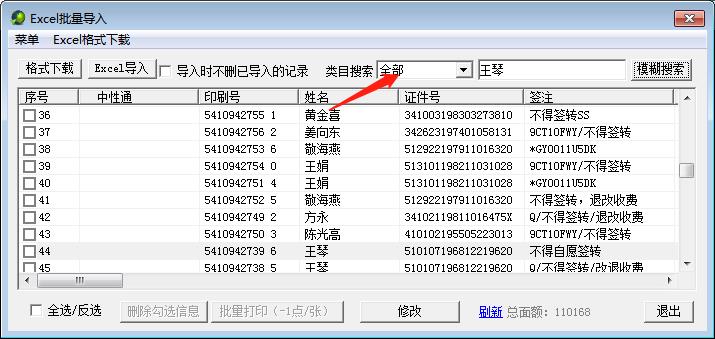 Excel批量导入
菜单 Excel格式下载
格式下载 Excel导入 导入时不删已导入的记录 类目搜索 全部 王琴 模糊搜索
序号 中性通 印刷号 姓名 证件号 签注
36 5410942755 1 黄金喜 341003198303273810 不得签转SS
37 5410942756 2 姜向东 342623197401058131 9CT10FWY/不得签转
38 5410942753 6 敬海燕 512922197911016320 *GY0011U5DK
39 5410942754 0 王娟 513101198211031028 9CT10FWY/不得签转
40 5410942751 4 王娟 513101198211031028 *GY0011U5DK
41 5410942752 5 敬海燕 512922197911016320 不得签转，退改收费
42 5410942749 2 方永 34102119811016475X Q/不得签转/退改收费
43 5410942750 3 陈光高 410102195505223013 9CT10FWY/不得签转
44 5410942739 6 王琴 510107196812219620 不得自愿签转
45 5410942738 5 王琴 510107196812219620 Q/不得签转/改退收费
全选/反选 删除勾选信息 批量打印（-1点/张） 修改 刷新 总面额：110168 退出